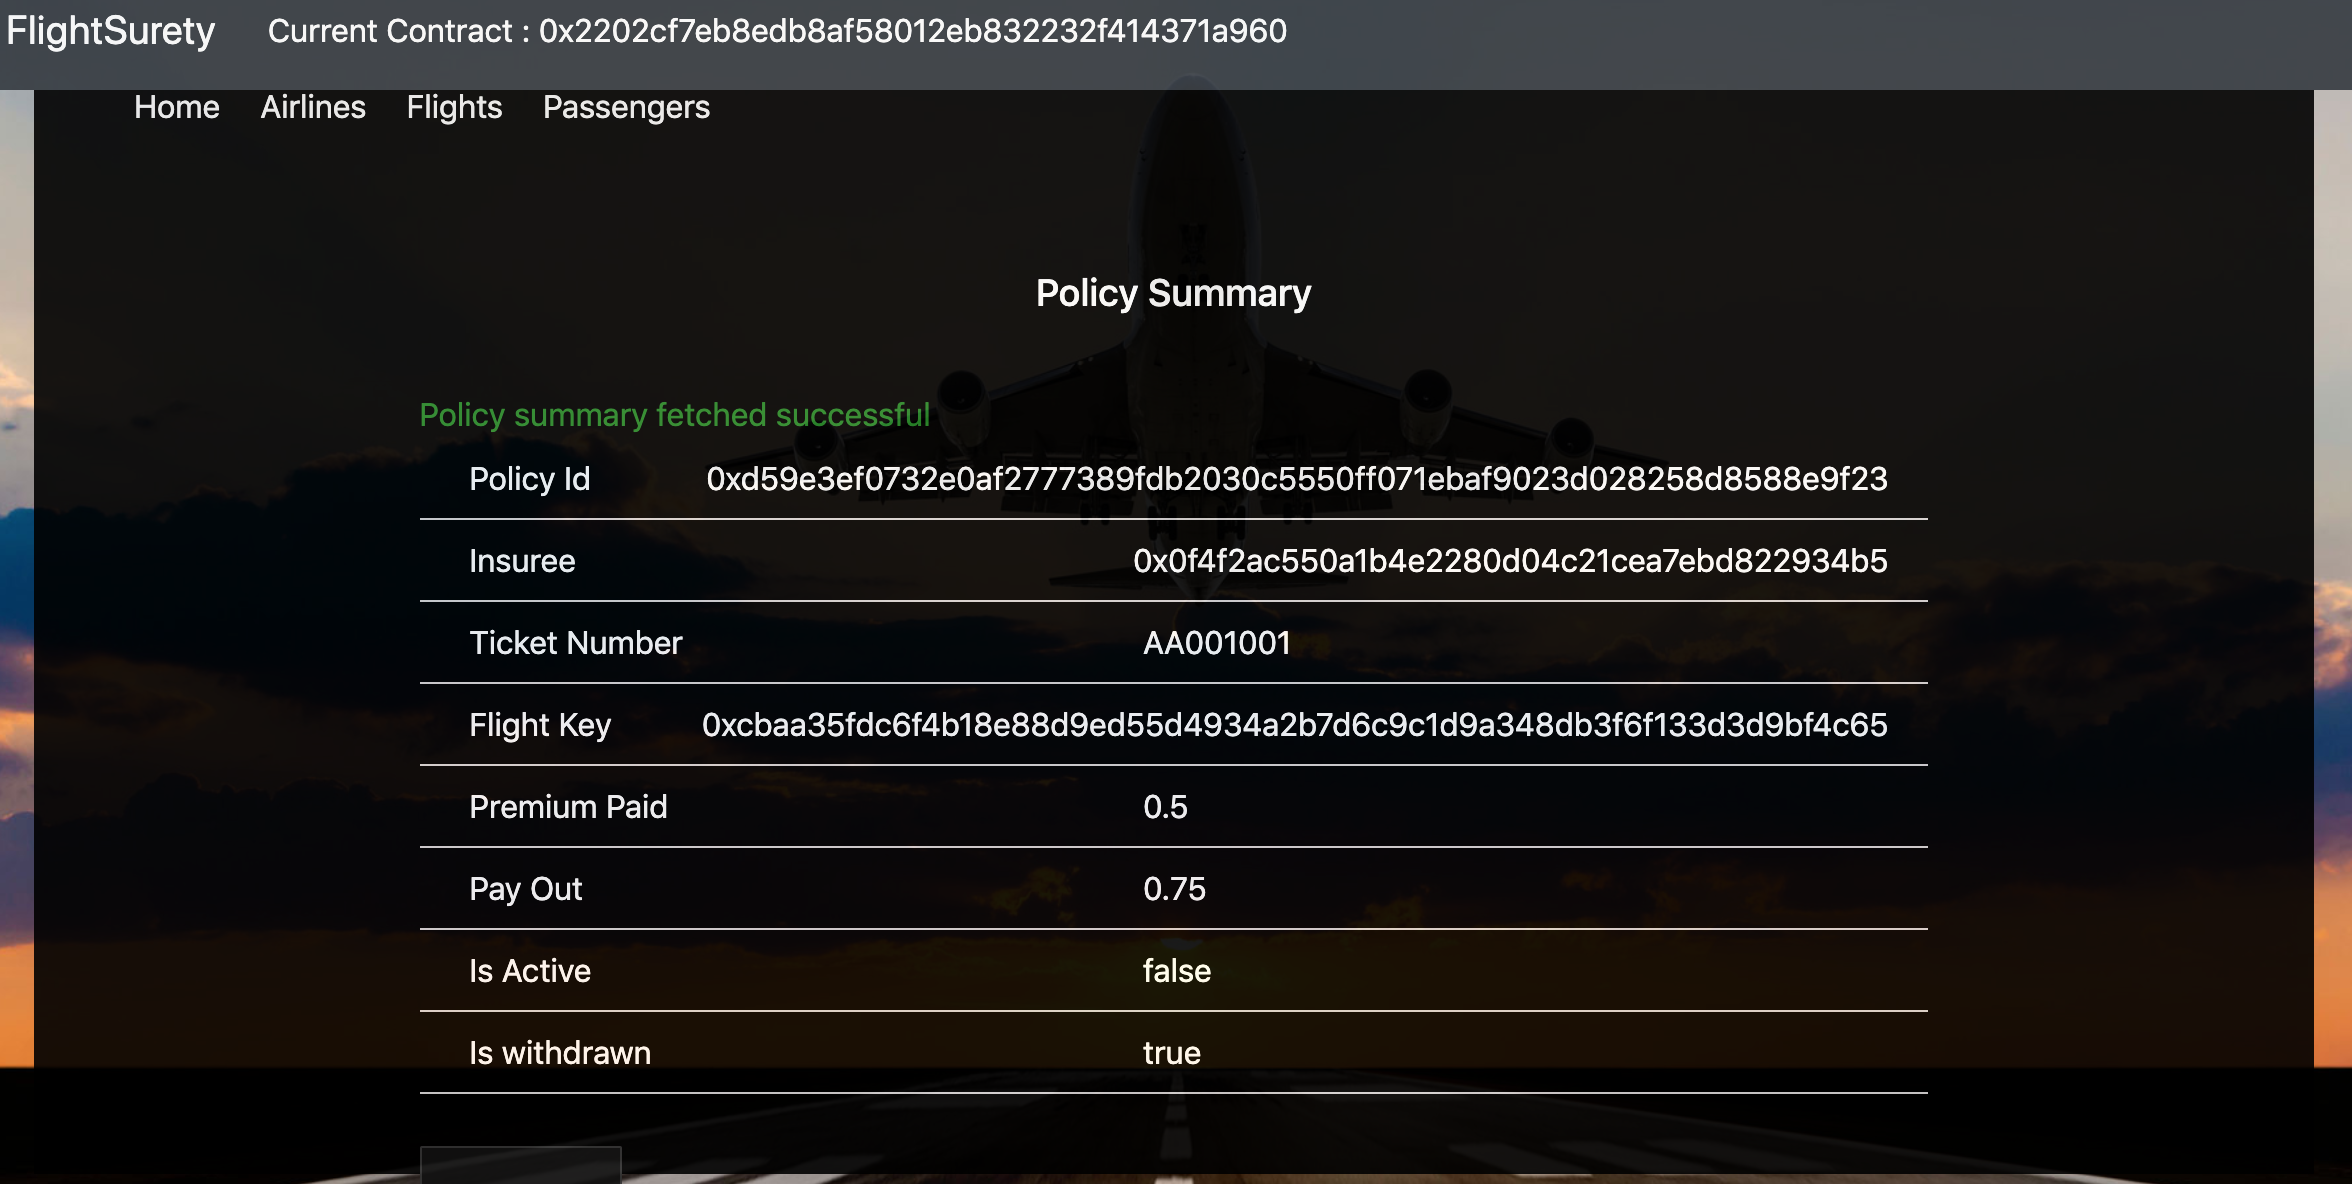 FlightSurety Current Contract : 0x2202cf7eb8edb8af58012eb832232f414371a960
Home Airlines Flights Passengers
Policy Summary
Policy summary fetched successful
Policy Id 0xd59e3ef0732e0af2777389fdb2030c5550ff071ebaf9023d028258d8588e9f23
Insuree 0x0f4f2ac550a1b4e2280d04c21cea7ebd822934b5
Ticket Number AA001001
Flight Key 0xcbaa35fdc6f4b18e88d9ed55d4934a2b7d6c9c1d9a348db3f6f133d3d9bf4c65
Premium Paid 0.5
Pay Out 0.75
Is Active false
Is withdrawn true